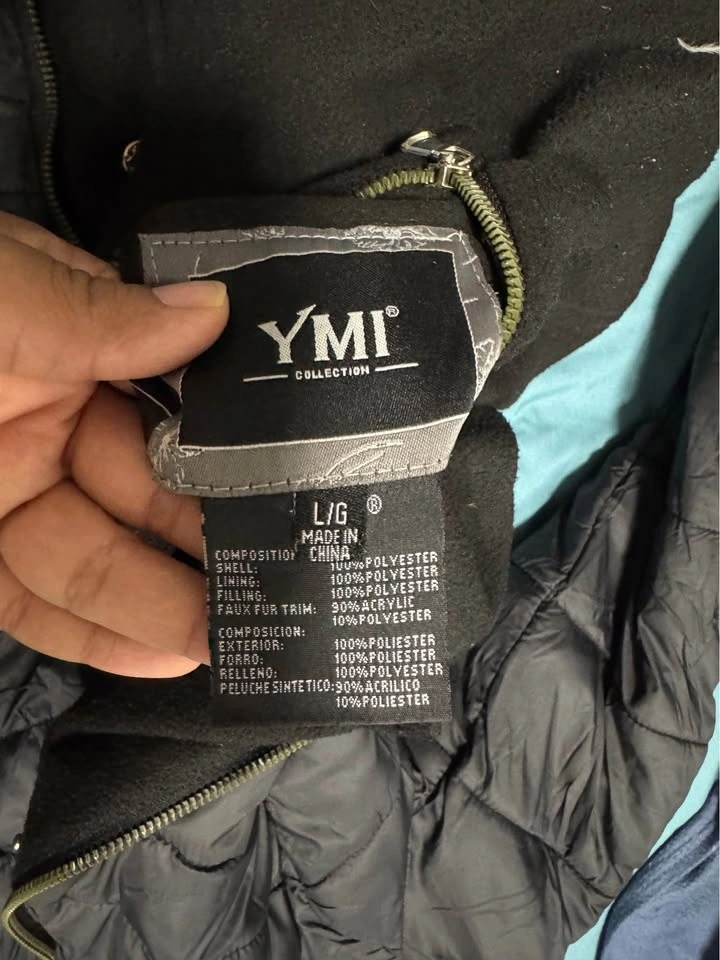 YMI®
COLLECTION
L/G ®
MADE IN
CHINA
COMPOSITIO
SHELL: 100%POLYESTER
LINING: 100%POLYESTER
FILLING: 100%POLYESTER
FAUX FUR TRIM: 90%ACRYLIC
10%POLYESTER
COMPOSICION:
EXTERIOR: 100%POLIESTER
FORRO: 100%POLIESTER
RELLENO: 100%POLYESTER
PELUCHE SINTETICO:90%ACRILICO
10%POLIESTER